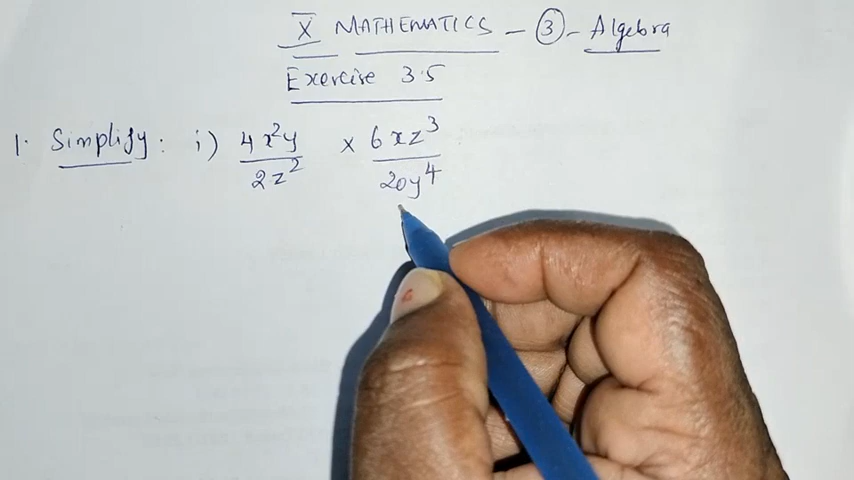 X MATHEMATICS - ③ - Algebra
Exercise 3.5
1. Simplify: i) 4x²y/2z² × 6xz³/20y⁴